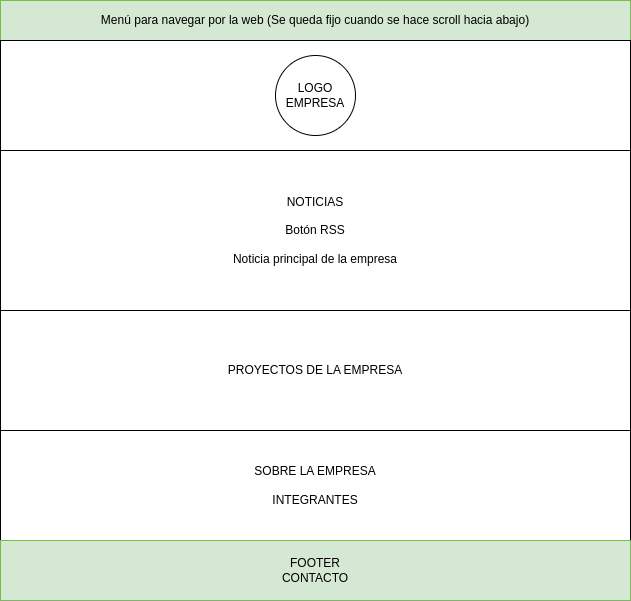 Menú para navegar por la web (Se queda fijo cuando se hace scroll hacia abajo)
LOGO
EMPRESA
NOTICIAS
Botón RSS
Noticia principal de la empresa
PROYECTOS DE LA EMPRESA
SOBRE LA EMPRESA
INTEGRANTES
FOOTER
CONTACTO